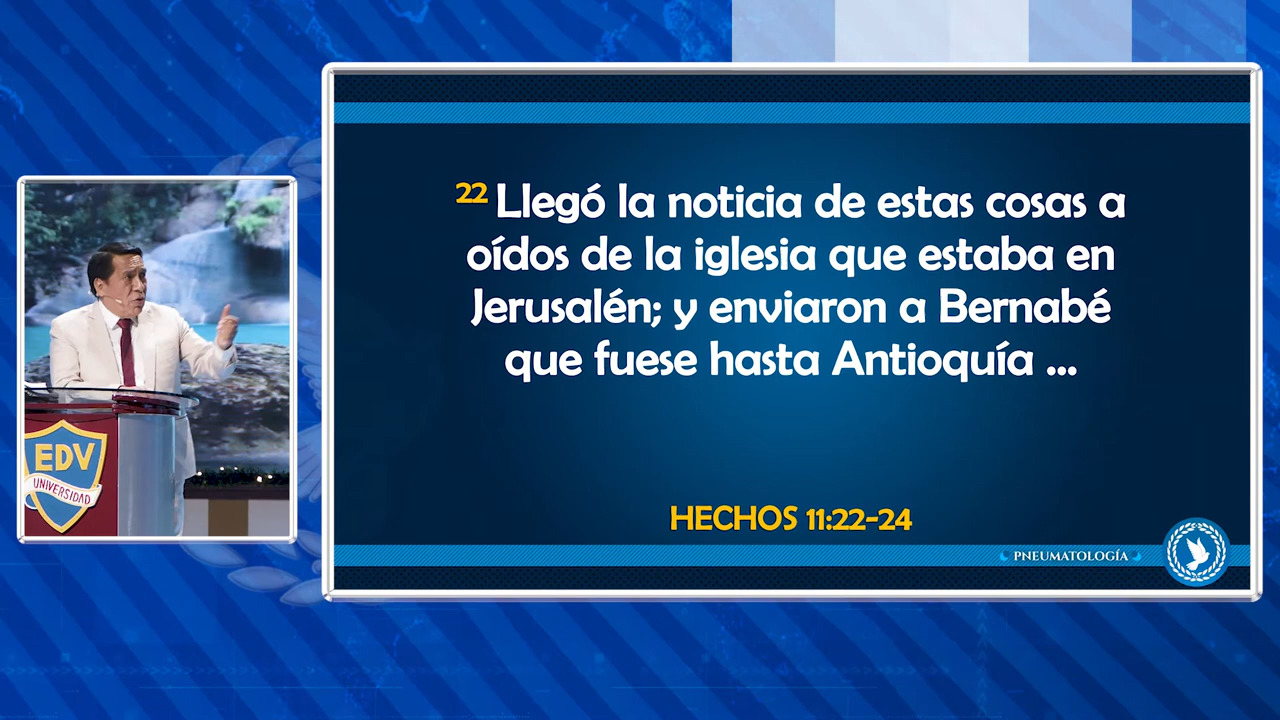 22 Llegó la noticia de estas cosas a
oídos de la iglesia que estaba en
Jerusalén; y enviaron a Bernabé
que fuese hasta Antioquía ...
HECHOS 11:22-24
PNEUMATOLOGÍA
EDV
UNIVERSIDAD